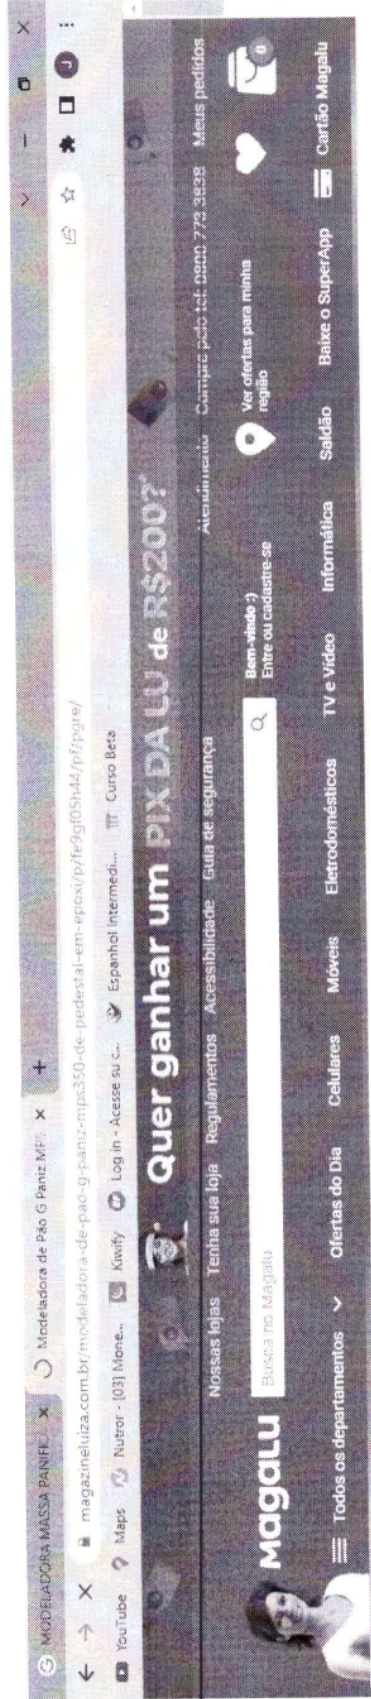 MODELADORA MASSA PANIFI
Modeladora de Pão G Paniz MPS
magazineluiza.com.br/modeladora-de-pao-g-paniz-mps350-de-pedestal-em-epoxi/p/fe9gf05h44/pf/pgre/
J
YouTube Maps Nutror - [03] Mone... Kiwify Log in - Acesse su c... Espanhol Intermedi... Curso Beta
Quer ganhar um PIX DA LU de R$200?
Nossas lojas Tenha sua loja Regulamentos Acessibilidade Guia de segurança Atendimento Compre pelo tel: 0800 773 3838 Meus pedidos
Magalu
Busca no Magalu
Bem-vindo :)
Entre ou cadastre-se
Ver ofertas para minha
região
0
Todos os departamentos Ofertas do Dia Celulares Móveis Eletrodomésticos TV e Vídeo Informática Saldão Baixe o SuperApp Cartão Magalu